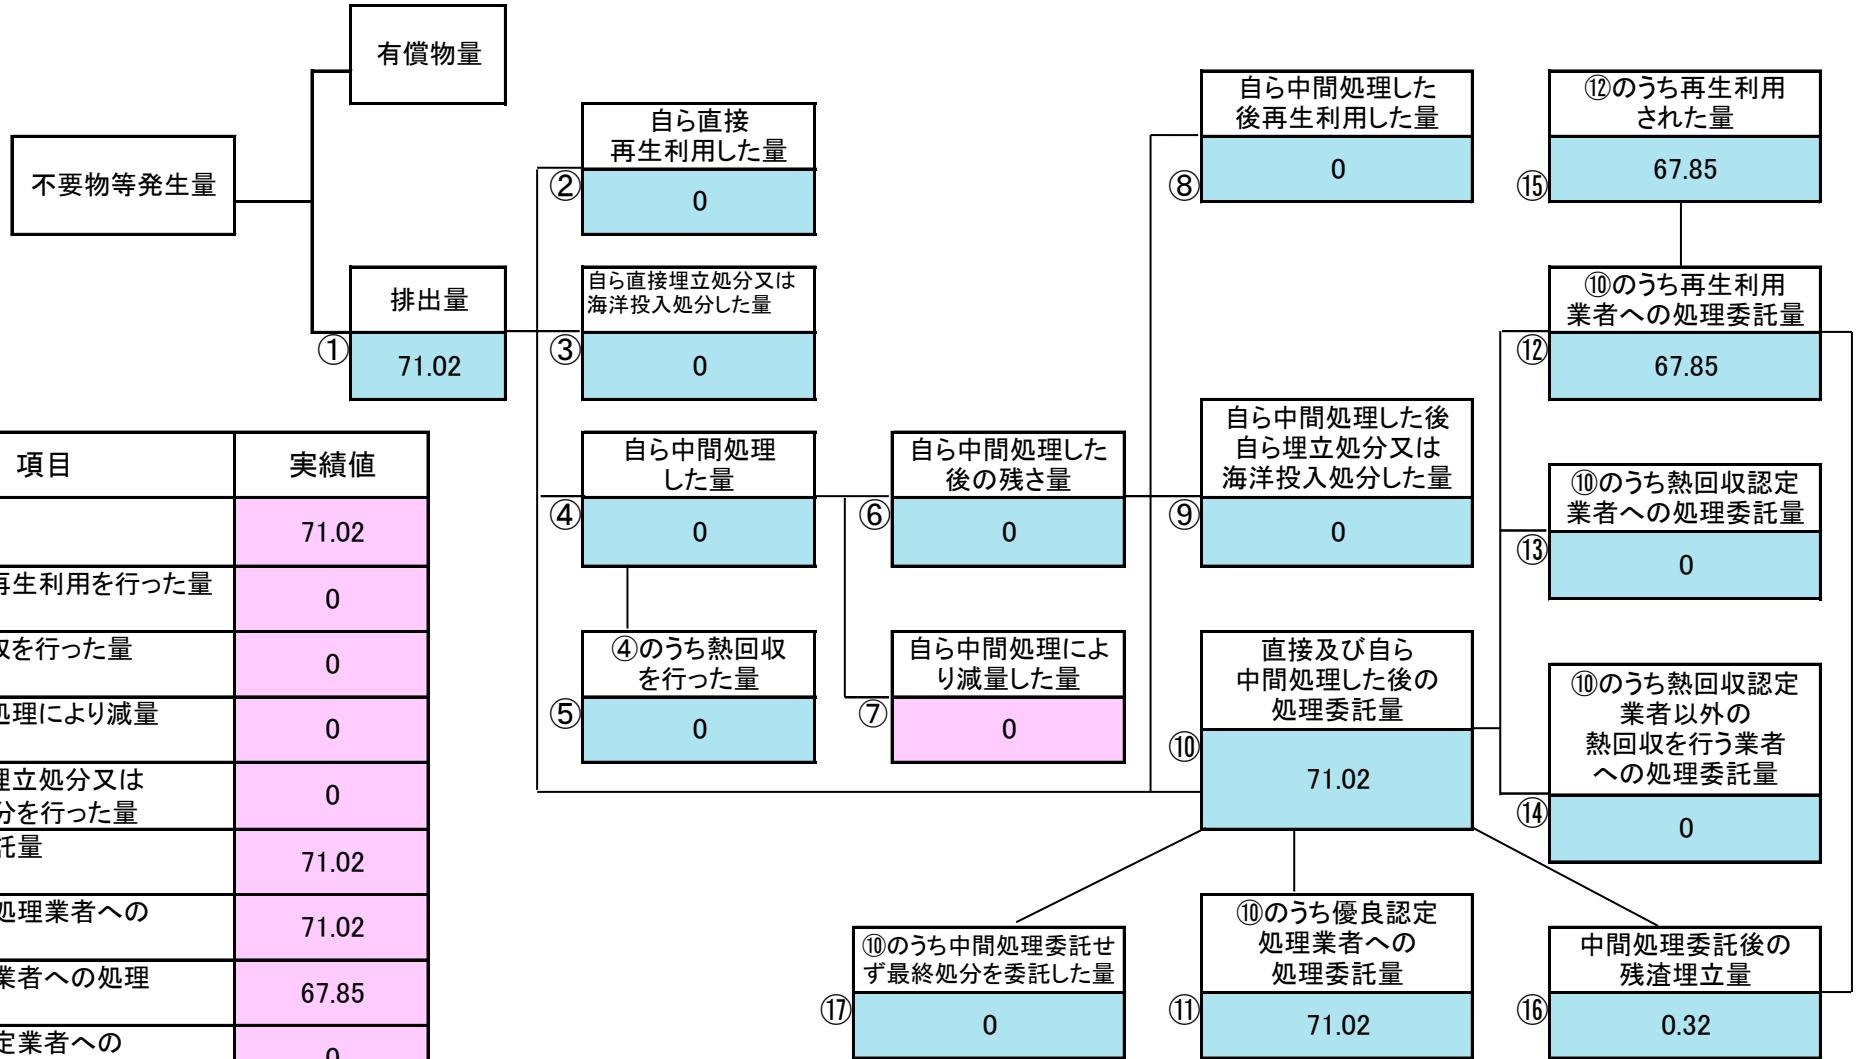 有償物量
不要物等発生量
排出量
①
71.02
自ら直接
再生利用した量
②
0
自ら直接埋立処分又は
海洋投入処分した量
③
0
自ら中間処理
した量
④
0
④のうち熱回収
を行った量
⑤
0
自ら中間処理した
後の残さ量
⑥
0
自ら中間処理によ
り減量した量
⑦
0
自ら中間処理した
後再生利用した量
⑧
0
自ら中間処理した後
自ら埋立処分又は
海洋投入処分した量
⑨
0
直接及び自ら
中間処理した後の
処理委託量
⑩
71.02
⑩のうち優良認定
処理業者への
処理委託量
⑪
71.02
⑫のうち再生利用
された量
⑮
67.85
⑩のうち再生利用
業者への処理委託量
⑫
67.85
⑩のうち熱回収認定
業者への処理委託量
⑬
0
⑩のうち熱回収認定
業者以外の
熱回収を行う業者
への処理委託量
⑭
0
⑩のうち中間処理委託せ
ず最終処分を委託した量
⑰
0
中間処理委託後の
残渣埋立量
⑯
0.32
項目 実績値
71.02
再生利用を行った量 0
を行った量 0
処理により減量 0
埋立処分又は
分を行った量 0
託量 71.02
処理業者への 71.02
業者への処理 67.85
定業者への 0